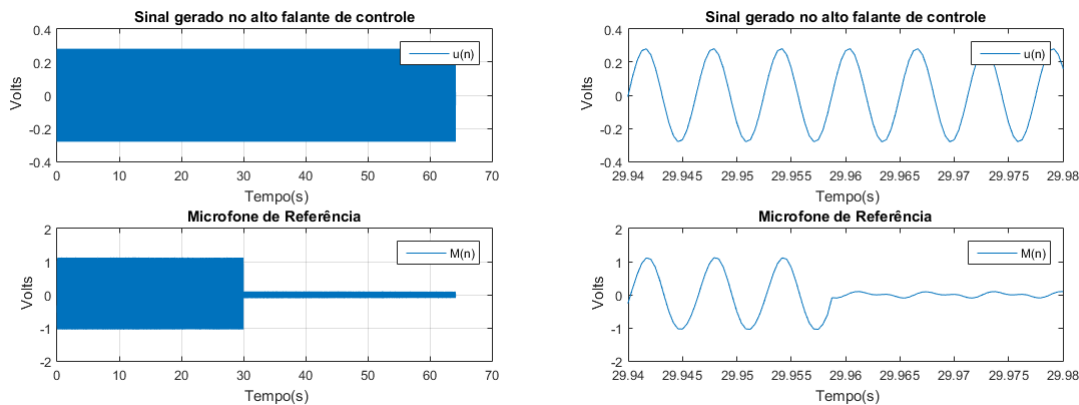 Sinal gerado no alto falante de controle
0.4
0.2
0
-0.2
-0.4
Volts
u(n)
0 10 20 30 40 50 60 70
Tempo(s)
Microfone de Referência
2
1
0
-1
-2
Volts
M(n)
0 10 20 30 40 50 60 70
Tempo(s)
Sinal gerado no alto falante de controle
0.4
0.2
0
-0.2
-0.4
Volts
u(n)
29.94 29.945 29.95 29.955 29.96 29.965 29.97 29.975 29.98
Tempo(s)
Microfone de Referência
2
1
0
-1
-2
Volts
M(n)
29.94 29.945 29.95 29.955 29.96 29.965 29.97 29.975 29.98
Tempo(s)